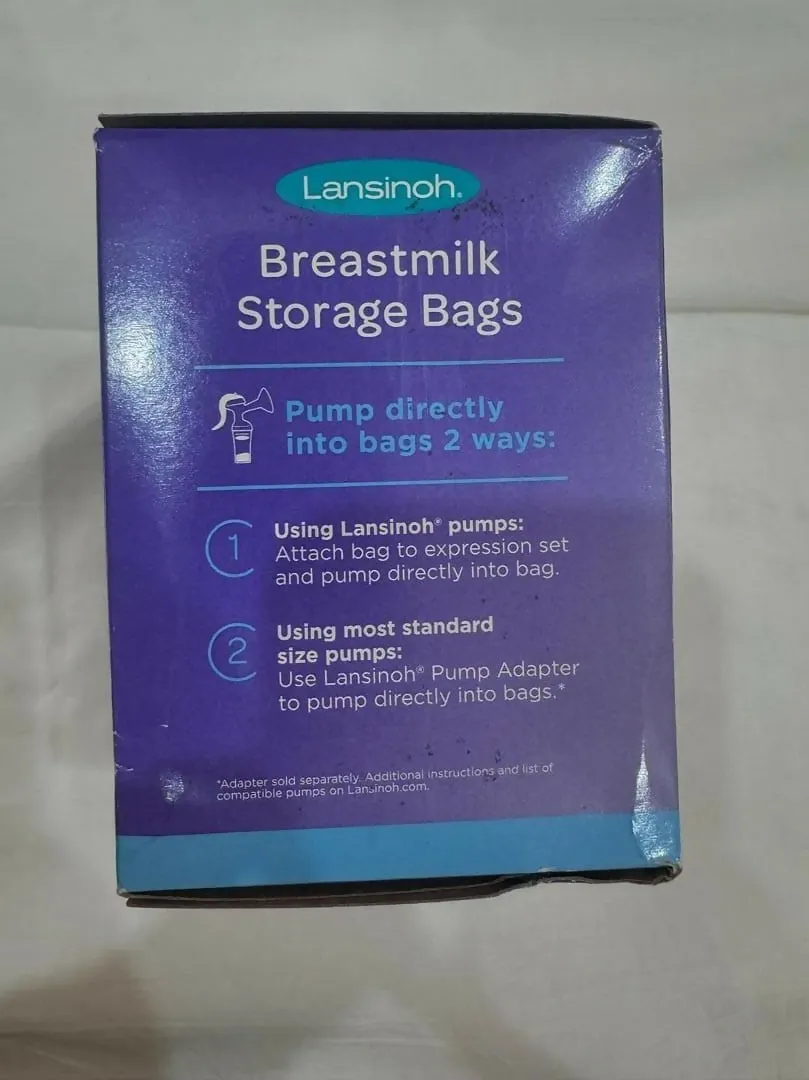 Lansinoh®
Breastmilk
Storage Bags
Pump directly
into bags 2 ways:
1
Using Lansinoh® pumps:
Attach bag to expression set
and pump directly into bag.
2
Using most standard
size pumps:
Use Lansinoh® Pump Adapter
to pump directly into bags.*
*Adapter sold separately. Additional instructions and list of
compatible pumps on Lansinoh.com.